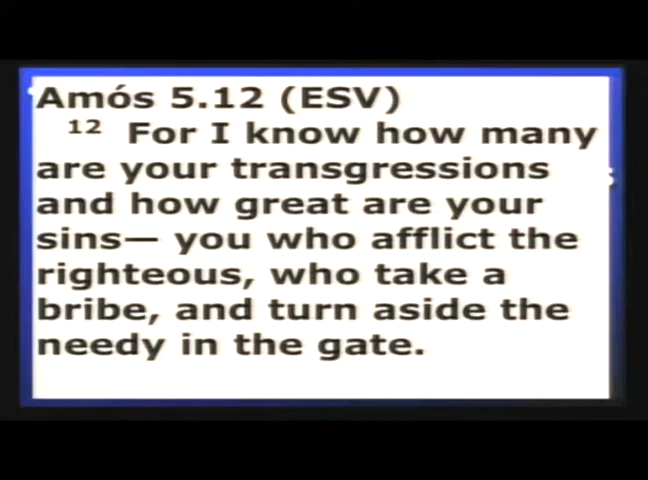 Amós 5.12 (ESV)
12 For I know how many
are your transgressions
and how great are your
sins— you who afflict the
righteous, who take a
bribe, and turn aside the
needy in the gate.